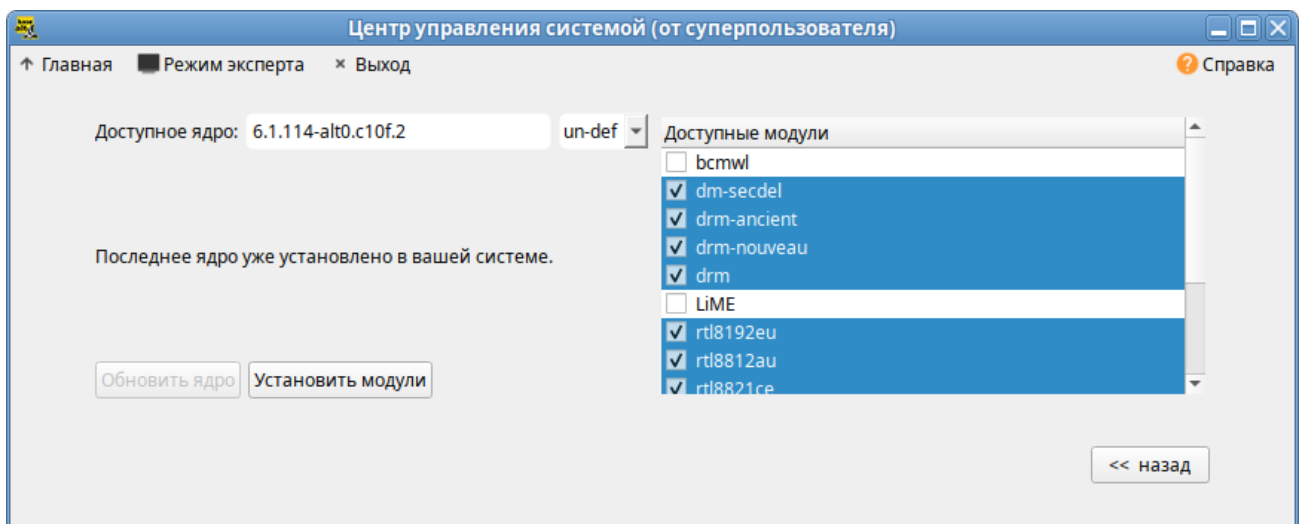 Центр управления системой (от суперпользователя)
Главная Режим эксперта Выход Справка
Доступное ядро: 6.1.114-alt0.c10f.2 un-def
Доступные модули
bcmwl
dm-secdel
drm-ancient
drm-nouveau
drm
LiME
rtl8192eu
rtl8812au
rtl8821ce
Последнее ядро уже установлено в вашей системе.
Обновить ядро Установить модули
<< назад